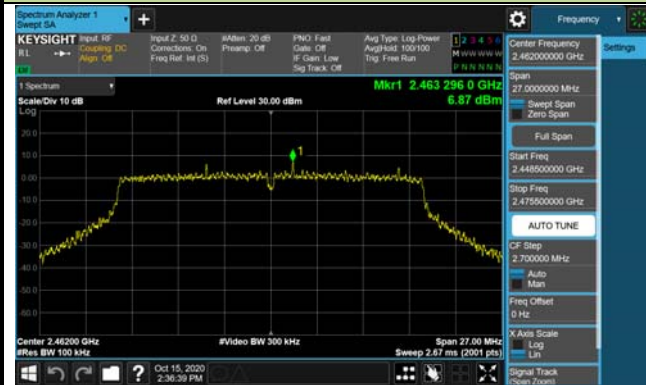 Spectrum Analyzer 1
Swept SA
+
Frequency
KEYSIGHT
RL
Input: RF
Coupling: DC
Align: Off
Input Z: 50 Ω
Corrections: On
Freq Ref: Int (S)
#Atten: 20 dB
Preamp: Off
PNO: Fast
Gate: Off
IF Gain: Low
Sig Track: Off
Avg Type: Log-Power
Avg|Hold: 100/100
Trig: Free Run
1 2 3 4 5 6
M W W W W W
P N N N N N
1 Spectrum
Scale/Div 10 dB
Log
Ref Level 30.00 dBm
Mkr1 2.463 296 0 GHz
6.87 dBm
1
20.0
10.0
0.00
-10.0
-20.0
-30.0
-40.0
-50.0
-60.0
Center 2.46200 GHz
#Res BW 100 kHz
#Video BW 300 kHz
Span 27.00 MHz
Sweep 2.67 ms (2001 pts)
Oct 15, 2020
2:36:39 PM
Center Frequency
2.462000000 GHz
Settings
Span
27.0000000 MHz
Swept Span
Zero Span
Full Span
Start Freq
2.448500000 GHz
Stop Freq
2.475500000 GHz
AUTO TUNE
CF Step
2.700000 MHz
Auto
Man
Freq Offset
0 Hz
X Axis Scale
Log
Lin
Signal Track
(Span Zoom)